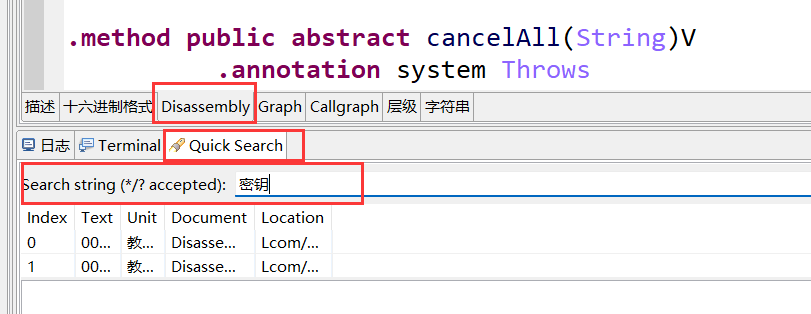 .method public abstract cancelAll(String)V
.annotation system Throws
描述 十六进制格式 Disassembly Graph Callgraph 层级 字符串
日志 Terminal Quick Search
Search string (*/? accepted): 密钥
Index Text Unit Document Location
0 00... 教... Disasse... Lcom/...
1 00... 教... Disasse... Lcom/...